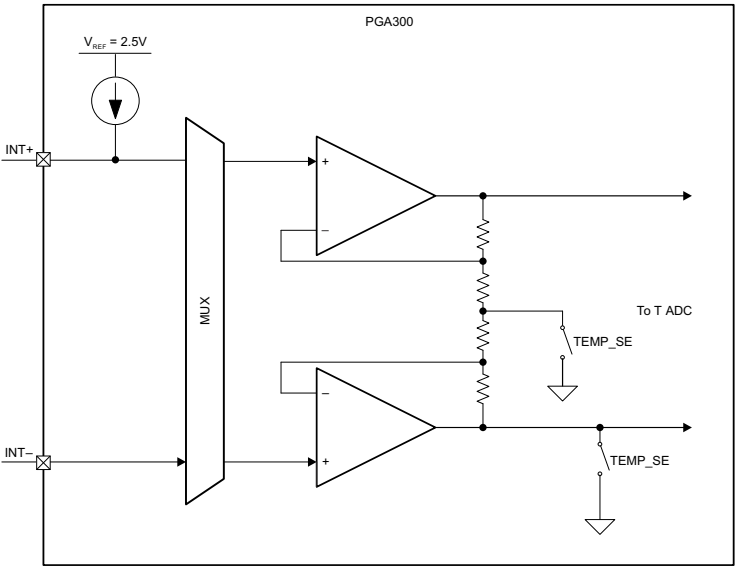 PGA300
V_REF = 2.5V
INT+
+
–
MUX
To T ADC
TEMP_SE
–
INT–
+
TEMP_SE